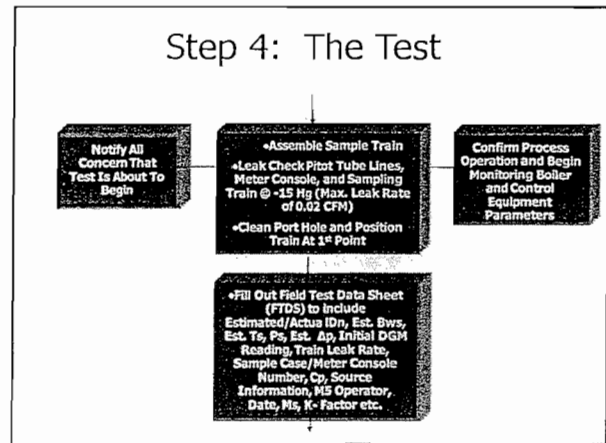 Step 4: The Test
Notify All
Concern That
Test Is About To
Begin
•Assemble Sample Train
•Leak Check Pitot Tube Lines,
Meter Console, and Sampling
Train @ -15 Hg (Max. Leak Rate
of 0.02 CFM)
•Clean Port Hole and Position
Train At 1st Point
Confirm Process
Operation and Begin
Monitoring Boiler
and Control
Equipment
Parameters
•Fill Out Field Test Data Sheet
(FTDS) to Include
Estimated/Actual Dn, Est. Bws,
Est. Ts, Ps, Est. Δp, Initial DGM
Reading, Train Leak Rate,
Sample Case/Meter Console
Number, Cp, Source
Information, M5 Operator,
Date, Ms, K- Factor etc.